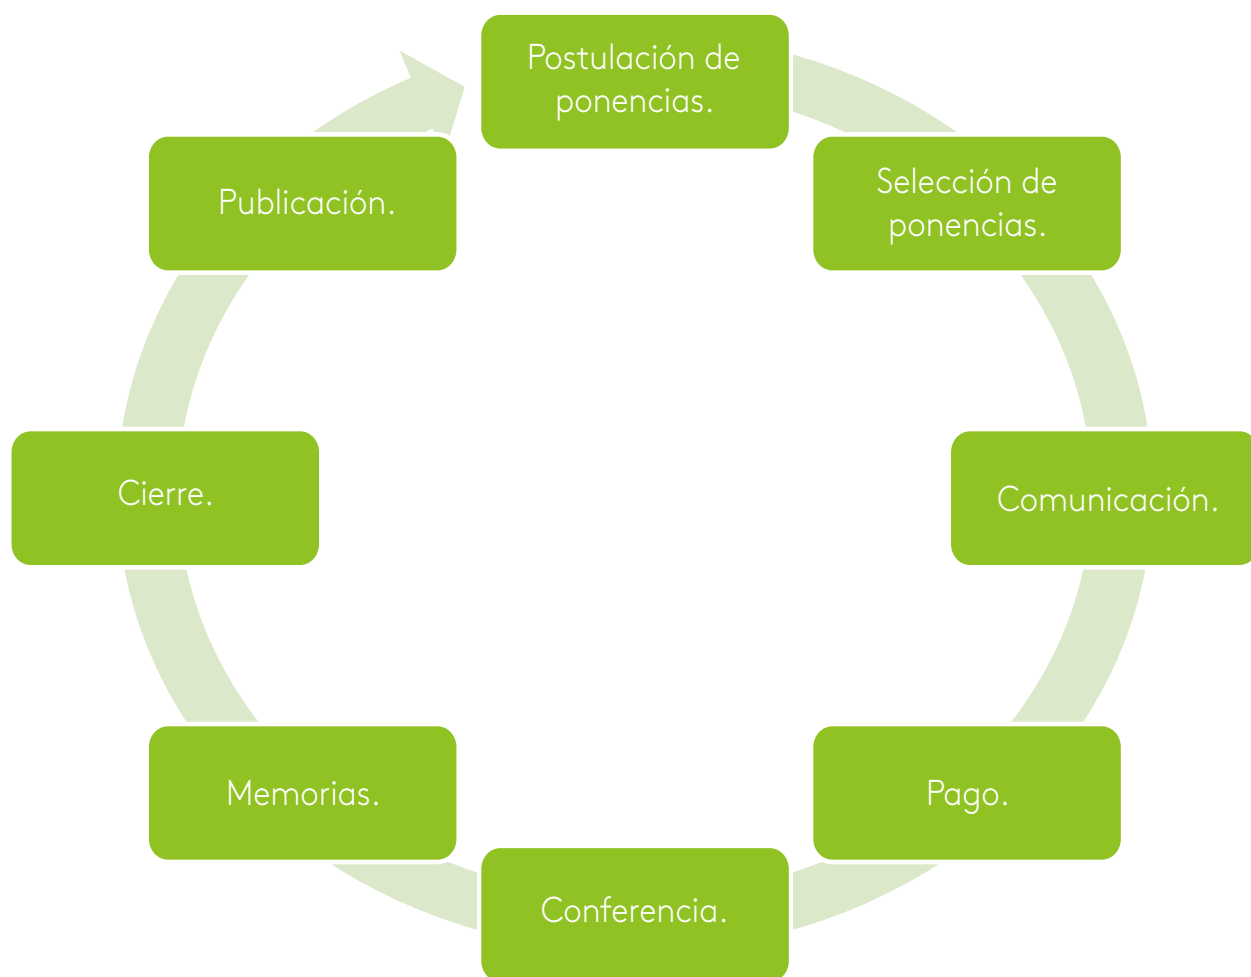 Postulación de
ponencias.
Selección de
ponencias.
Comunicación.
Pago.
Conferencia.
Memorias.
Cierre.
Publicación.